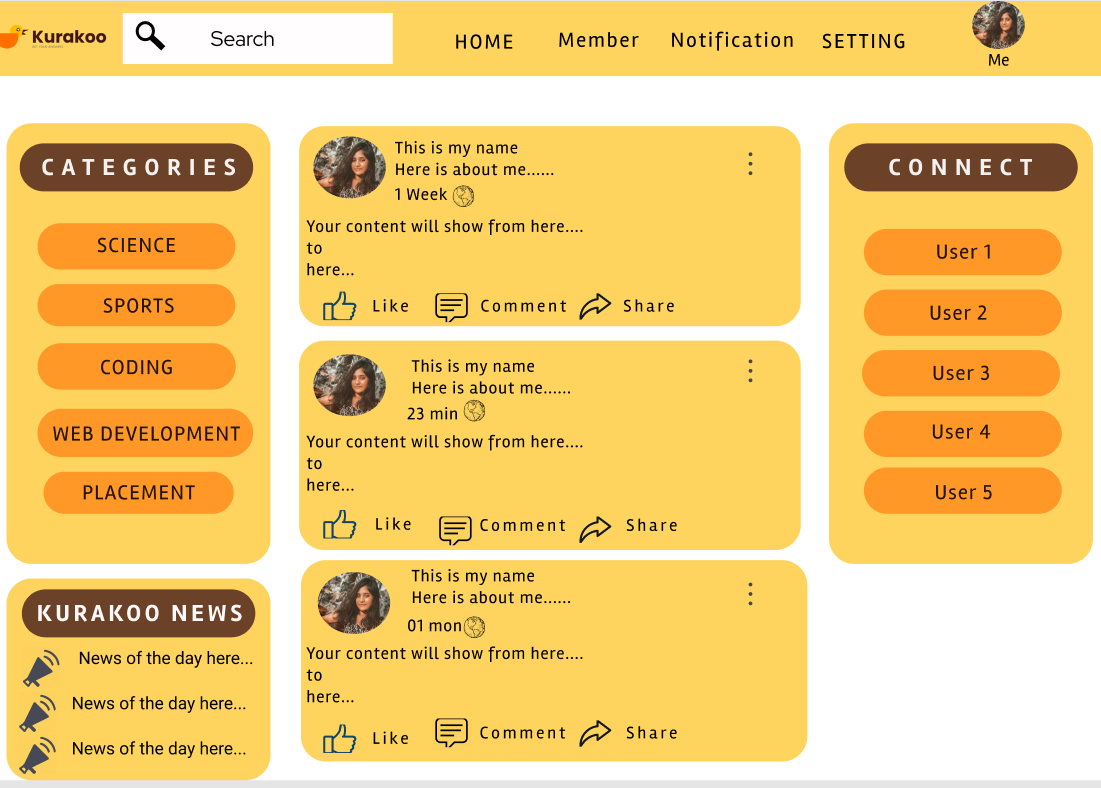 Kurakoo
Search
HOME
Member
Notification
SETTING
Me
CATEGORIES
SCIENCE
SPORTS
CODING
WEB DEVELOPMENT
PLACEMENT
KURAKOO NEWS
News of the day here...
News of the day here...
News of the day here...
This is my name
Here is about me......
1 Week
Your content will show from here....
to
here...
Like
Comment
Share
This is my name
Here is about me......
23 min
Your content will show from here....
to
here...
Like
Comment
Share
This is my name
Here is about me......
01 mon
Your content will show from here....
to
here...
Like
Comment
Share
CONNECT
User 1
User 2
User 3
User 4
User 5